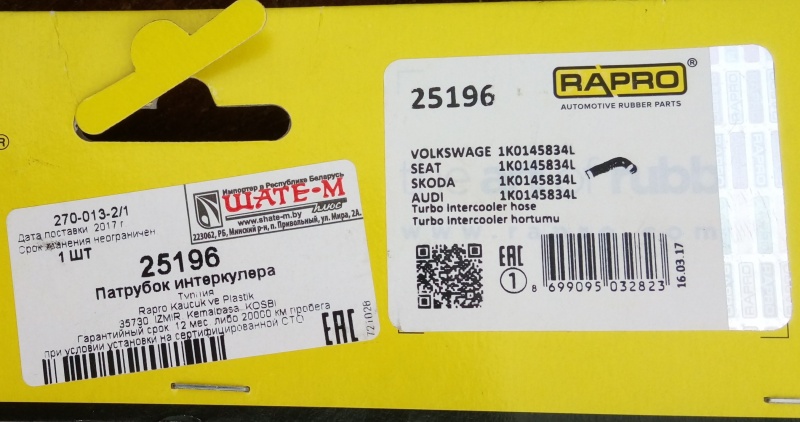 25196
RAPRO®
AUTOMOTIVE RUBBER PARTS
VOLKSWAGE 1K0145834L
SEAT 1K0145834L
SKODA 1K0145834L
AUDI 1K0145834L
Turbo Intercooler hose
Turbo Intercooler hortumu
EAC
1
8 699095 032823
16.03.17
270-013-2/1
Дата поставки 2017 г
Срок хранения неограничен
1 ШТ
Импортер в Республике Беларусь
ШАТЕ-М
плюс
www.shate-m.by
223062, РБ, Минский р-н, п. Привольный, ул. Мира, 2А.
25196
Патрубок интеркулера
Турция
Rapro Kaucuk ve Plastik
35730 IZMIR Kemalpasa, KOSBI
Гарантийный срок 12 мес. либо 20000 км пробега
при условии установки на сертифицированной СТО
EAC
®